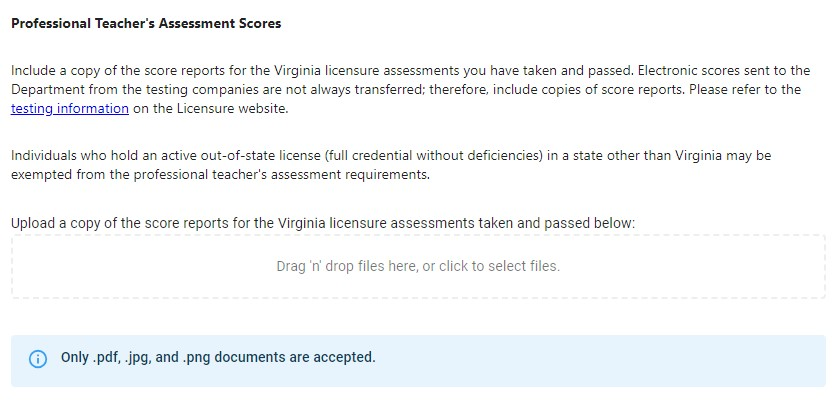 Professional Teacher's Assessment Scores
Include a copy of the score reports for the Virginia licensure assessments you have taken and passed. Electronic scores sent to the
Department from the testing companies are not always transferred; therefore, include copies of score reports. Please refer to the
testing information on the Licensure website.
Individuals who hold an active out-of-state license (full credential without deficiencies) in a state other than Virginia may be
exempted from the professional teacher's assessment requirements.
Upload a copy of the score reports for the Virginia licensure assessments taken and passed below:
Drag 'n' drop files here, or click to select files.
Only .pdf, .jpg, and .png documents are accepted.